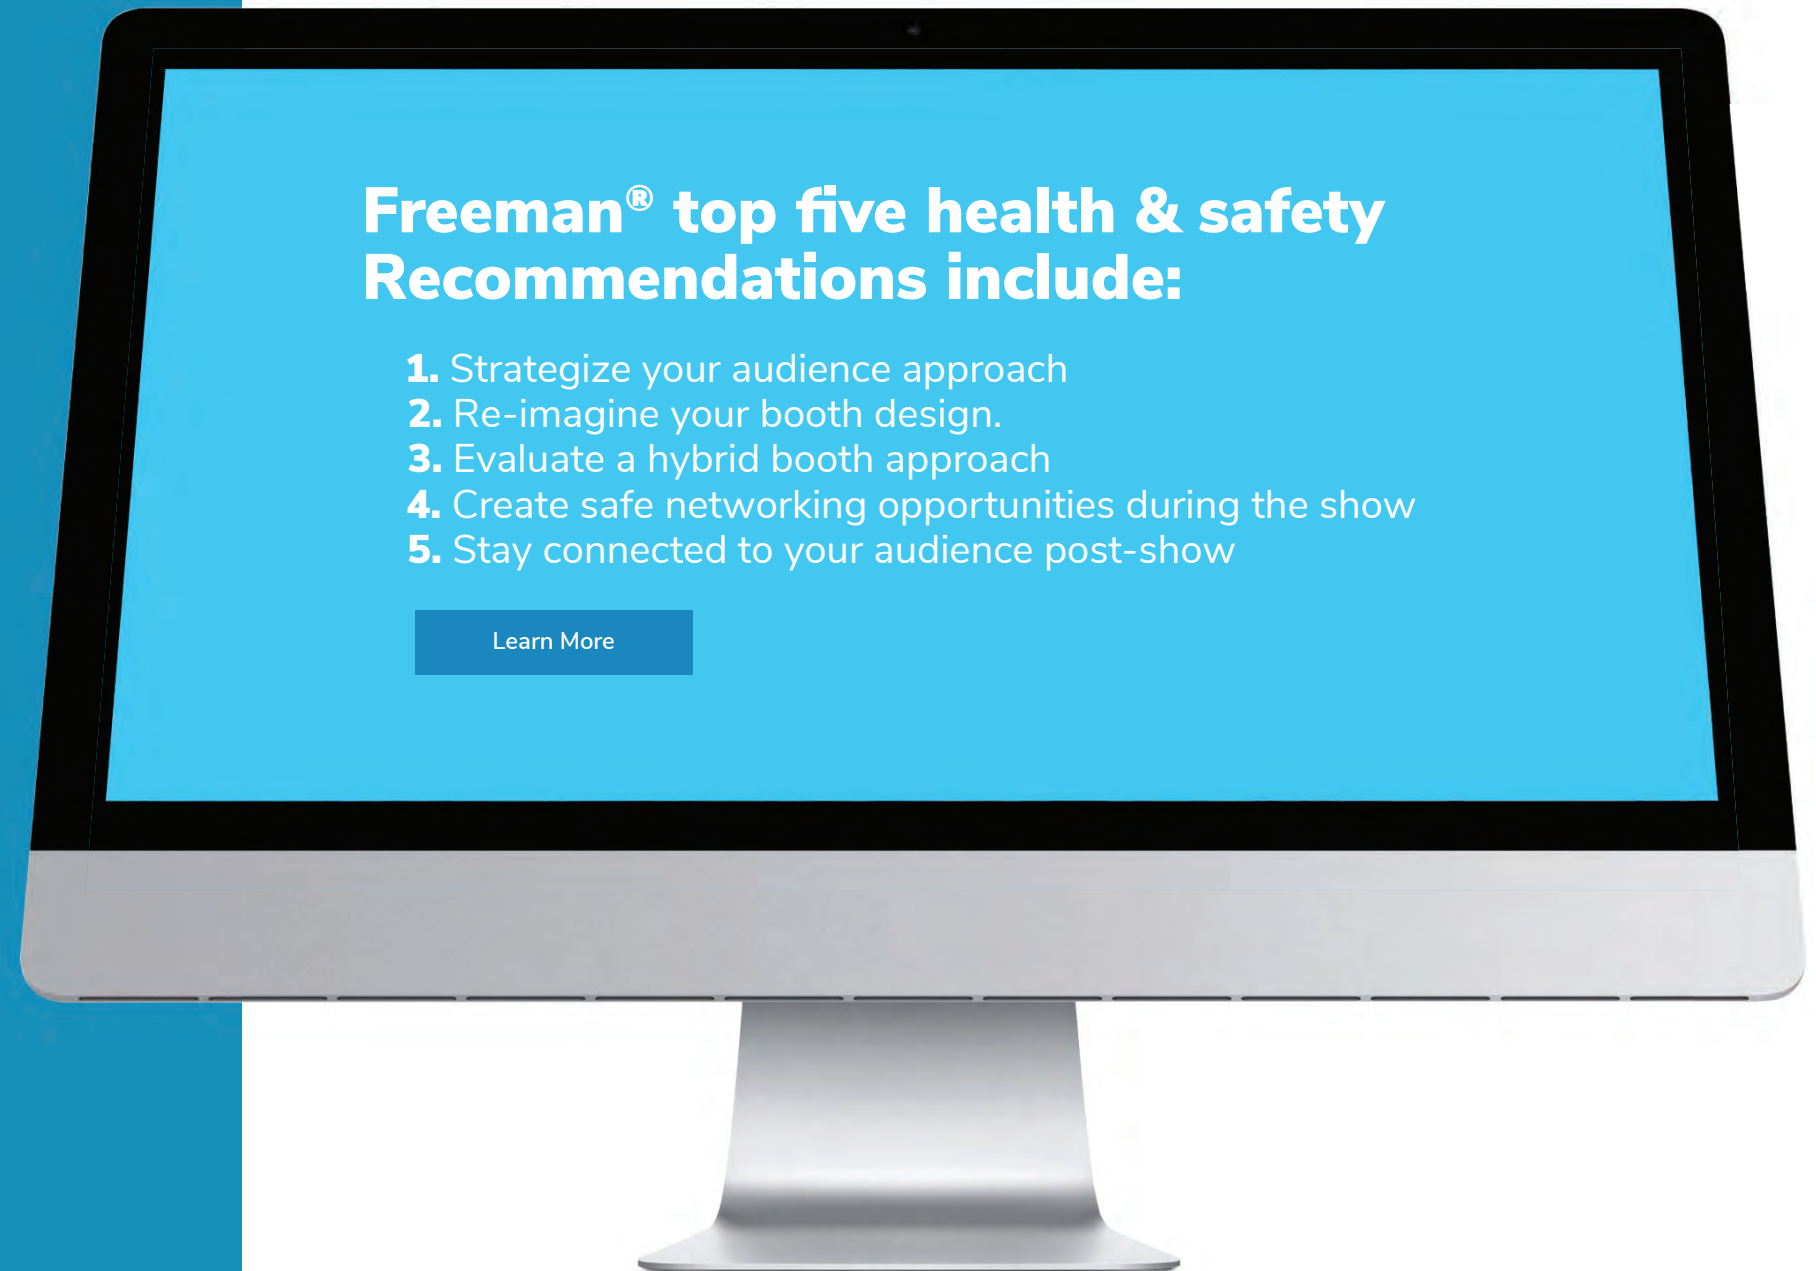 Freeman® top five health & safety
Recommendations include:
1. Strategize your audience approach
2. Re-imagine your booth design.
3. Evaluate a hybrid booth approach
4. Create safe networking opportunities during the show
5. Stay connected to your audience post-show
Learn More